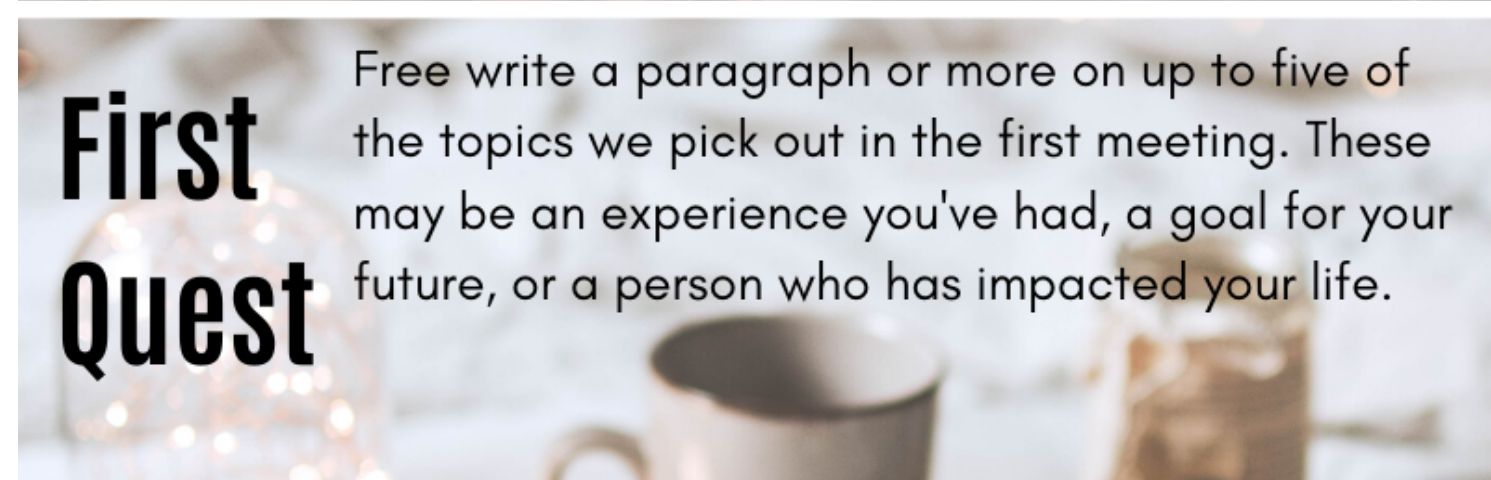 First
Quest
Free write a paragraph or more on up to five of
the topics we pick out in the first meeting. These
may be an experience you've had, a goal for your
future, or a person who has impacted your life.